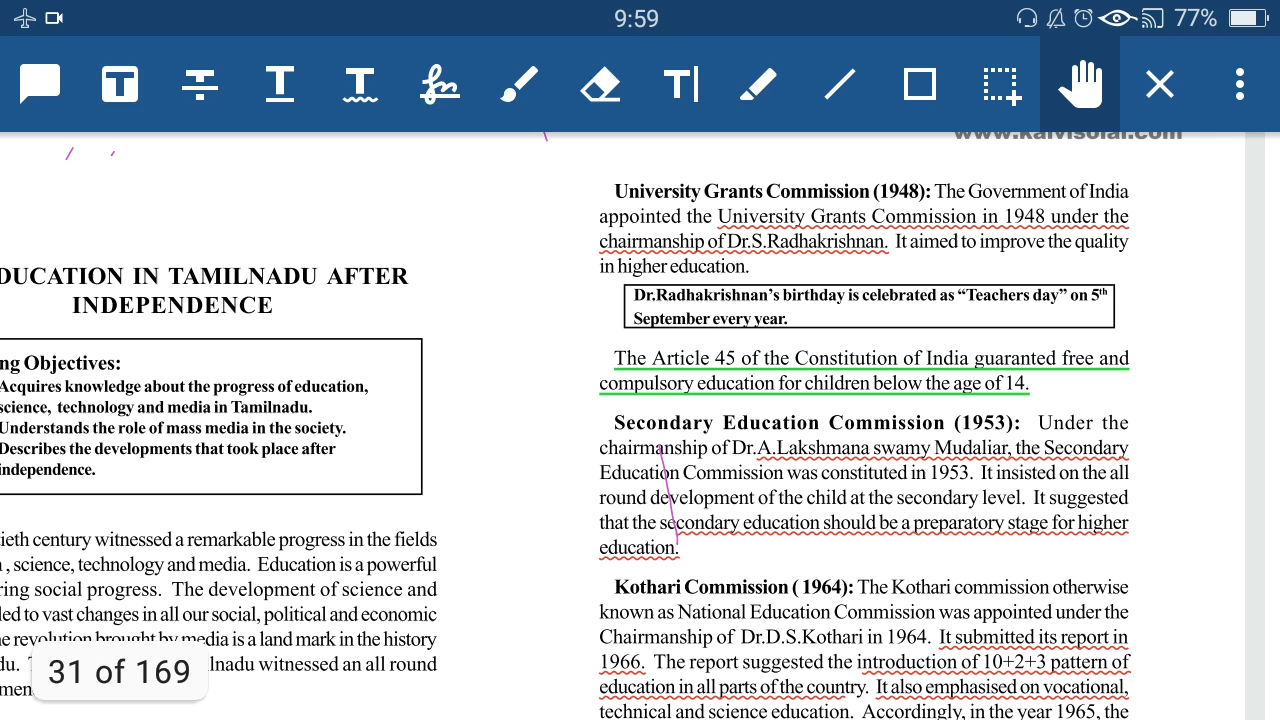 9:59
77%
www.kalvisolai.com
DUCATION IN TAMILNADU AFTER
INDEPENDENCE
ng Objectives:
Acquires knowledge about the progress of education,
science, technology and media in Tamilnadu.
Understands the role of mass media in the society.
Describes the developments that took place after
independence.
ieth century witnessed a remarkable progress in the fields
, science, technology and media. Education is a powerful
ring social progress. The development of science and
led to vast changes in all our social, political and economic
revolution brought by media is a land mark in the history
du. lnadu witnessed an all round
31 of 169
University Grants Commission (1948): The Government of India
appointed the University Grants Commission in 1948 under the
chairmanship of Dr.S.Radhakrishnan. It aimed to improve the quality
in higher education.
Dr.Radhakrishnan's birthday is celebrated as “Teachers day” on 5th
September every year.
The Article 45 of the Constitution of India guaranted free and
compulsory education for children below the age of 14.
Secondary Education Commission (1953): Under the
chairmanship of Dr.A.Lakshmana swamy Mudaliar, the Secondary
Education Commission was constituted in 1953. It insisted on the all
round development of the child at the secondary level. It suggested
that the secondary education should be a preparatory stage for higher
education.
Kothari Commission ( 1964): The Kothari commission otherwise
known as National Education Commission was appointed under the
Chairmanship of Dr.D.S.Kothari in 1964. It submitted its report in
1966. The report suggested the introduction of 10+2+3 pattern of
education in all parts of the country. It also emphasised on vocational,
technical and science education. Accordingly, in the year 1965, the